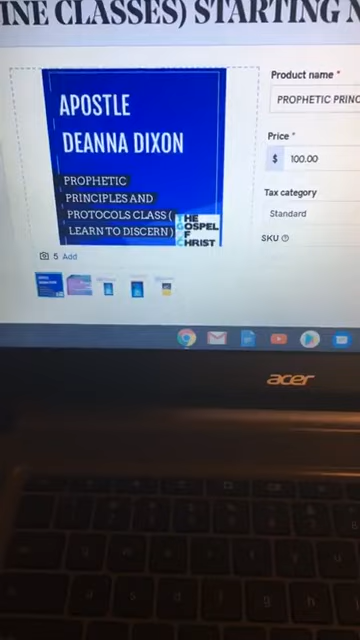 INE CLASSES) STARTING
APOSTLE
DEANNA DIXON
PROPHETIC
PRINCIPLES AND
PROTOCOLS CLASS (
LEARN TO DISCERN)
THE
GOSPEL
OF
CHRIST
5 Add
Product name *
PROPHETIC PRINC
Price *
$ 100.00
Tax category
Standard
SKU
acer